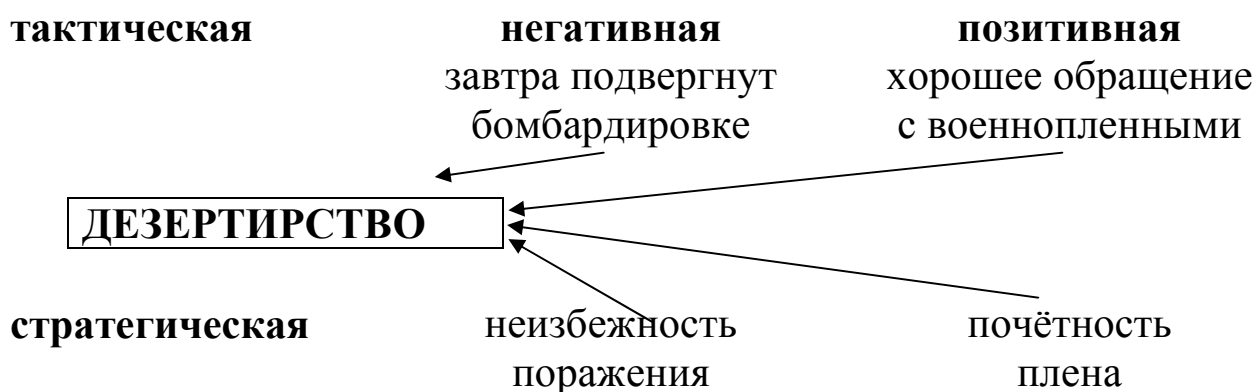 тактическая негативная позитивная
завтра подвергнут хорошее обращение
бомбардировке с военнопленными
ДЕЗЕРТИРСТВО
стратегическая неизбежность почётность
поражения плена